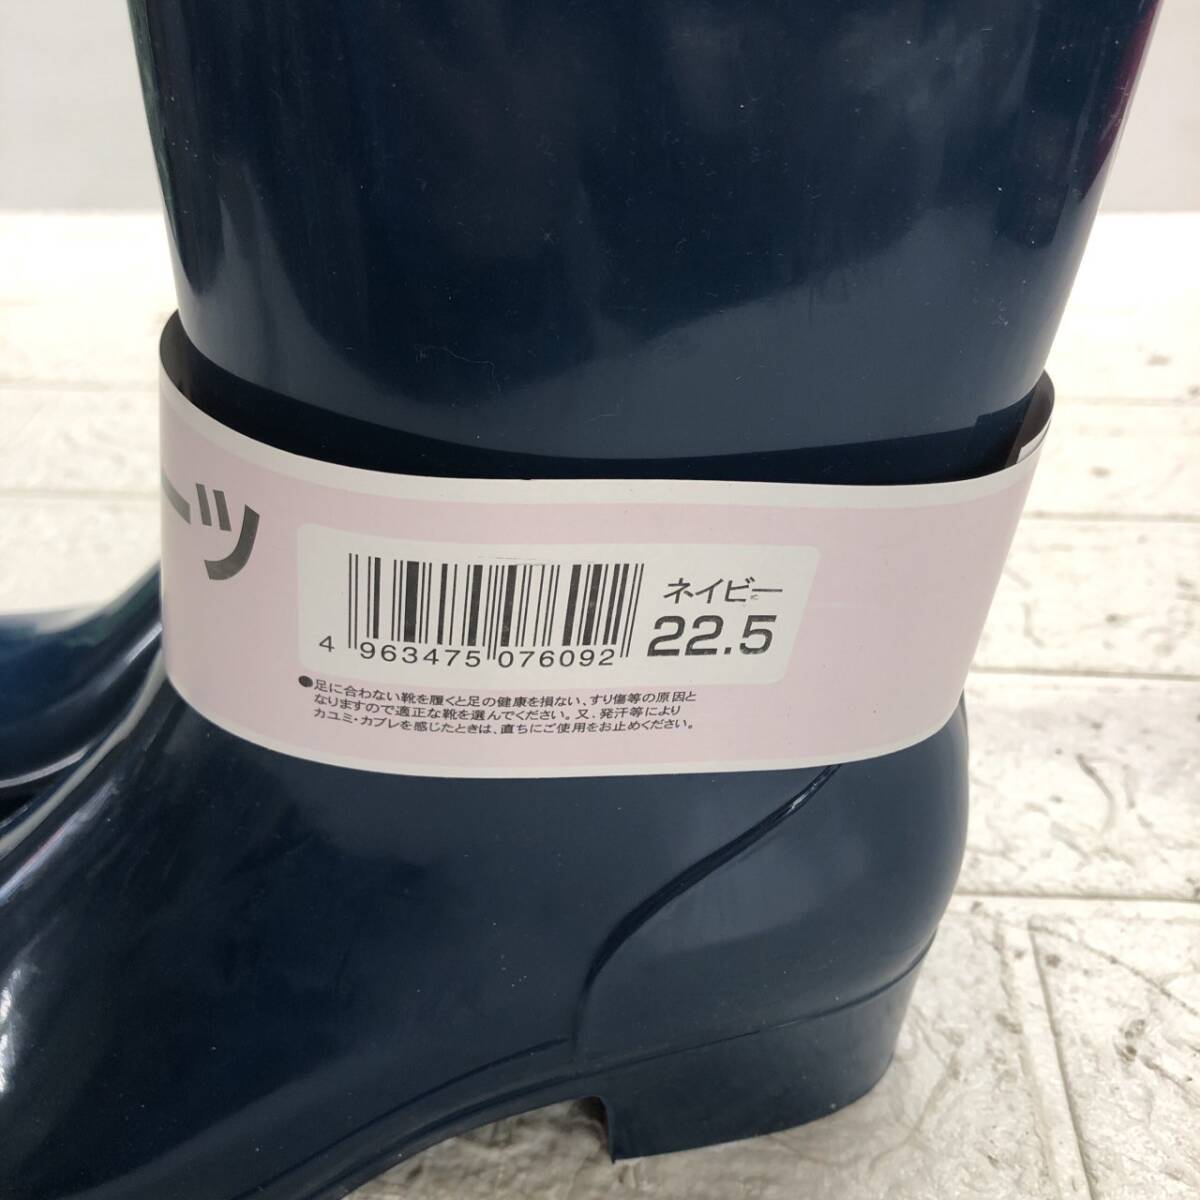 ーツ
ネイビー
22.5
4 963475 076092
●足に合わない靴を履くと足の健康を損ない、すり傷等の原因と
なりますので適正な靴を選んでください。又、発汗等により
カユミ・カブレを感じたときは、直ちにご使用をお止めください。